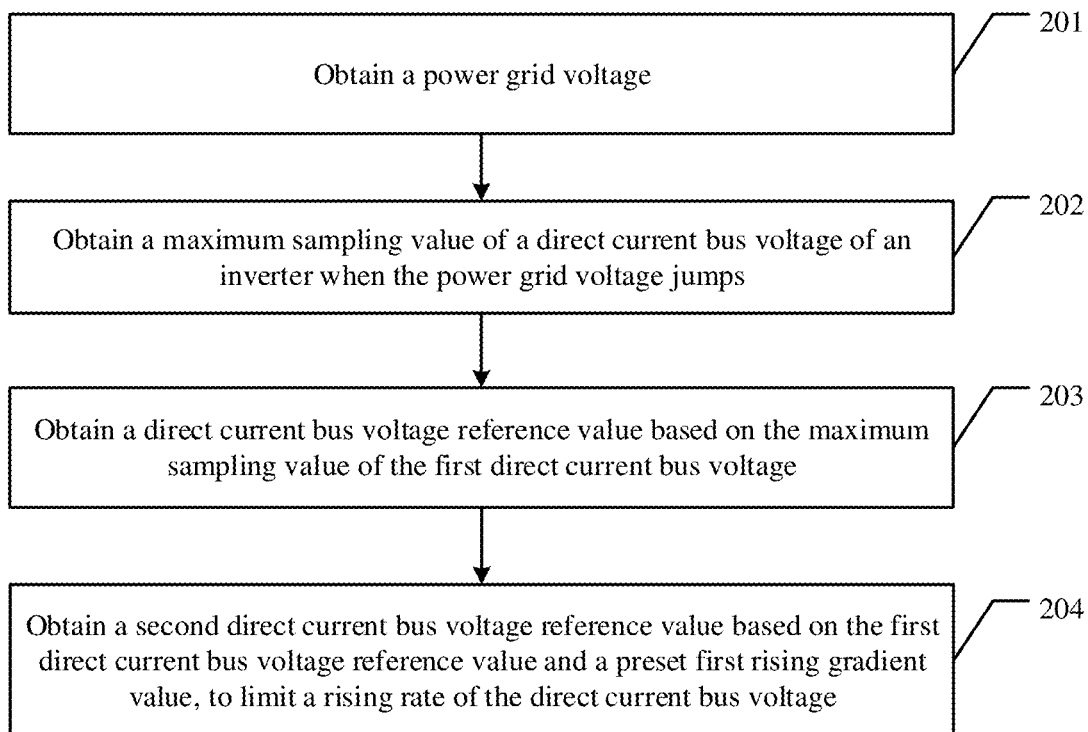 201
Obtain a power grid voltage
202
Obtain a maximum sampling value of a direct current bus voltage of an
inverter when the power grid voltage jumps
203
Obtain a direct current bus voltage reference value based on the maximum
sampling value of the first direct current bus voltage
204
Obtain a second direct current bus voltage reference value based on the first
direct current bus voltage reference value and a preset first rising gradient
value, to limit a rising rate of the direct current bus voltage